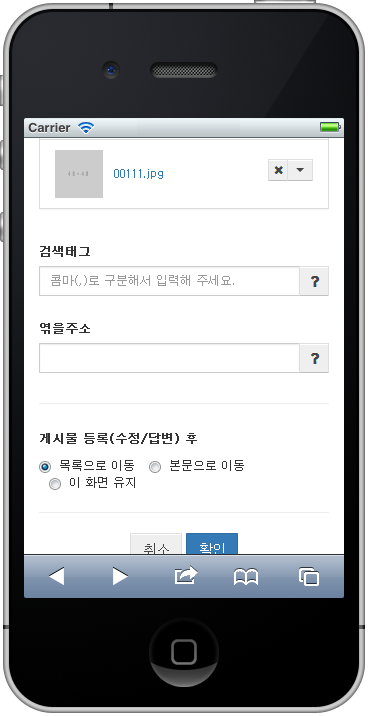 Carrier
00111.jpg
검색태그
콤마(,)로 구분해서 입력해 주세요.
?
엮을주소
?
게시물 등록(수정/답변) 후
목록으로 이동 본문으로 이동
이 화면 유지
취소 확인